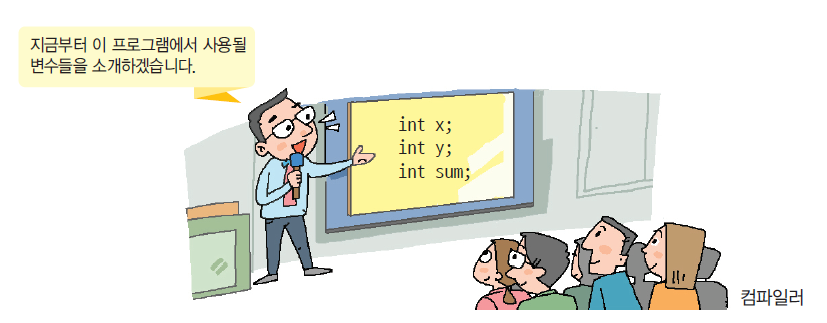 지금부터 이 프로그램에서 사용될
변수들을 소개하겠습니다.
int x;
int y;
int sum;
컴파일러